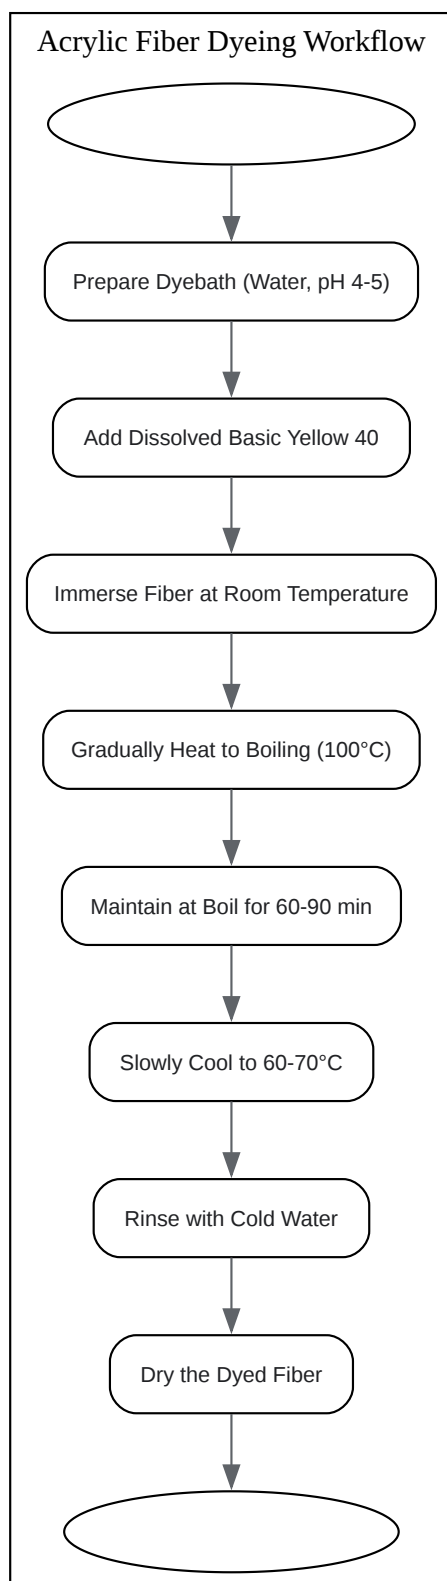 Acrylic Fiber Dyeing Workflow
Prepare Dyebath (Water, pH 4-5)
Add Dissolved Basic Yellow 40
Immerse Fiber at Room Temperature
Gradually Heat to Boiling (100°C)
Maintain at Boil for 60-90 min
Slowly Cool to 60-70°C
Rinse with Cold Water
Dry the Dyed Fiber